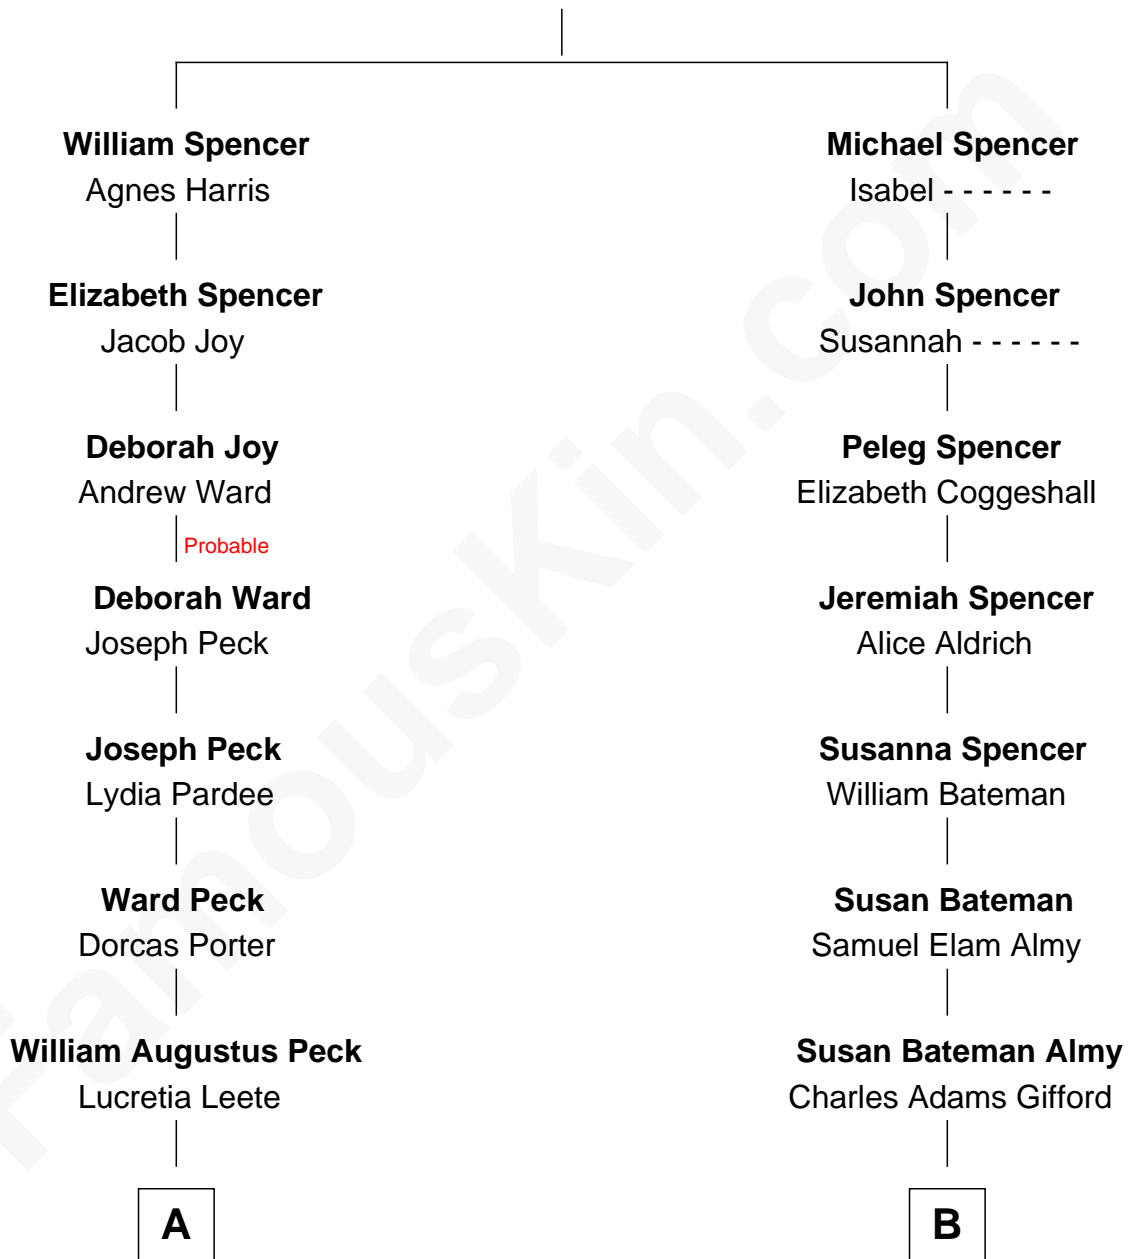 William Spencer
Agnes Harris
Elizabeth Spencer
Jacob Joy
Deborah Joy
Andrew Ward
Probable
Deborah Ward
Joseph Peck
Joseph Peck
Lydia Pardee
Ward Peck
Dorcas Porter
William Augustus Peck
Lucretia Leete
A
Michael Spencer
Isabel - - - - - -
John Spencer
Susannah - - - - - -
Peleg Spencer
Elizabeth Coggeshall
Jeremiah Spencer
Alice Aldrich
Susanna Spencer
William Bateman
Susan Bateman
Samuel Elam Almy
Susan Bateman Almy
Charles Adams Gifford
B
FamousKin.com